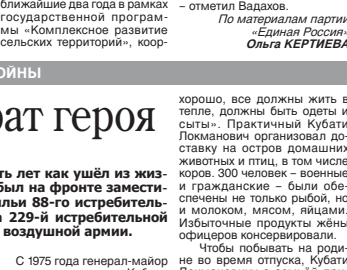 ближайшие два года в рамках
государственной програм-
мы «Комплексное развитие
сельских территорий», коор-
– отметил Вадахов.
По материалам партии
«Единая Россия»
Ольга КЕРТИЕВА
ОЙНЫ
рат героя
ть лет как ушёл из жиз-
был на фронте замести-
льи 88-го истребитель-
а 229-й истребительной
воздушной армии.
С 1975 года генерал-майор
хорошо, все должны жить в
тепле, должны быть одеты и
сыты». Практичный Кубати
Локманович организовал до-
ставку на остров домашних
животных и птиц, в том числе
коров. 300 человек – военные
и гражданские – были обе-
спечены не только рыбой, но
и молоком, мясом, яйцами.
Избыточные продукты жёны
офицеров консервировали.
Чтобы побывать на роди-
не во время отпуска, Кубати